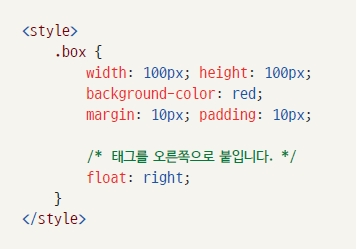 <style>
    .box {
        width: 100px; height: 100px;
        background-color: red;
        margin: 10px; padding: 10px;

        /* 태그를 오른쪽으로 붙입니다. */
        float: right;
    }
</style>